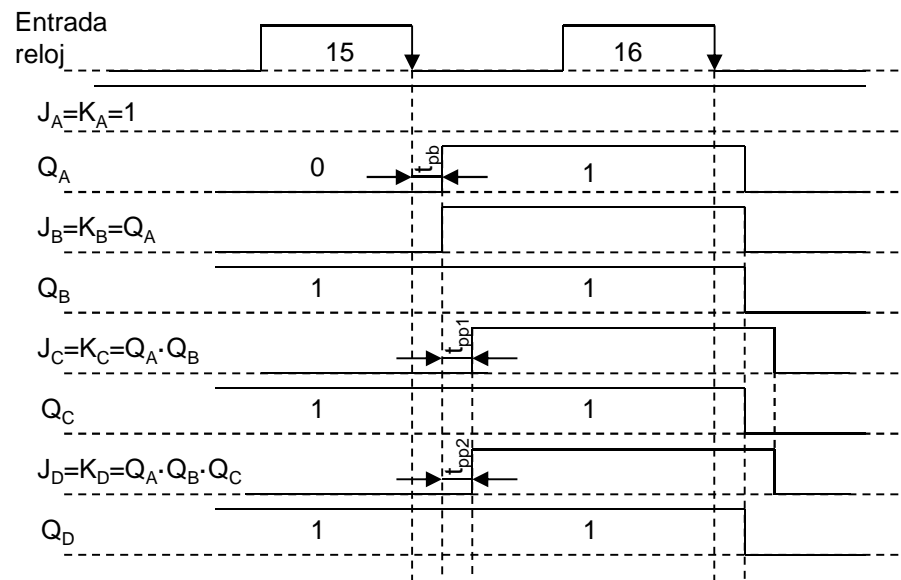 Entrada
reloj
15 16
J_A=K_A=1
Q_A 0 t_pb 1
J_B=K_B=Q_A
Q_B 1 1
J_C=K_C=Q_A·Q_B t_pp1
Q_C 1 1
J_D=K_D=Q_A·Q_B·Q_C t_pp2
Q_D 1 1